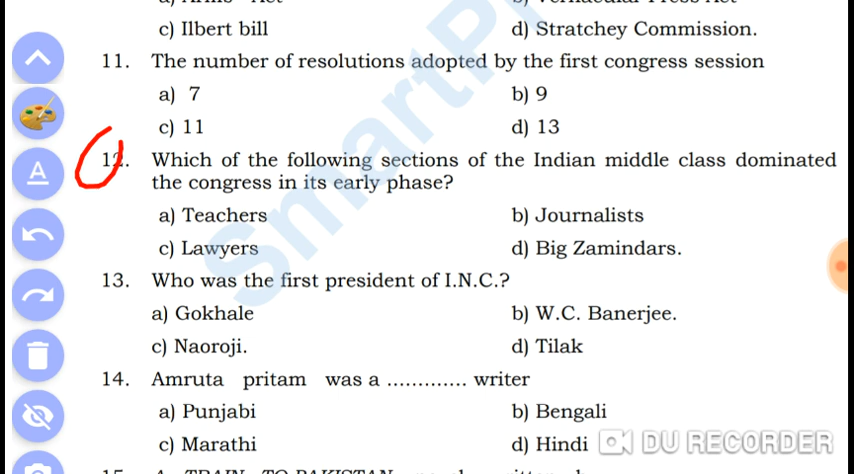 c) Ilbert bill d) Stratchey Commission.
11. The number of resolutions adopted by the first congress session
a) 7 b) 9
c) 11 d) 13
12. Which of the following sections of the Indian middle class dominated
the congress in its early phase?
a) Teachers b) Journalists
c) Lawyers d) Big Zamindars.
13. Who was the first president of I.N.C.?
a) Gokhale b) W.C. Banerjee.
c) Naoroji. d) Tilak
14. Amruta pritam was a ............. writer
a) Punjabi b) Bengali
c) Marathi d) Hindi
DU RECORDER
A